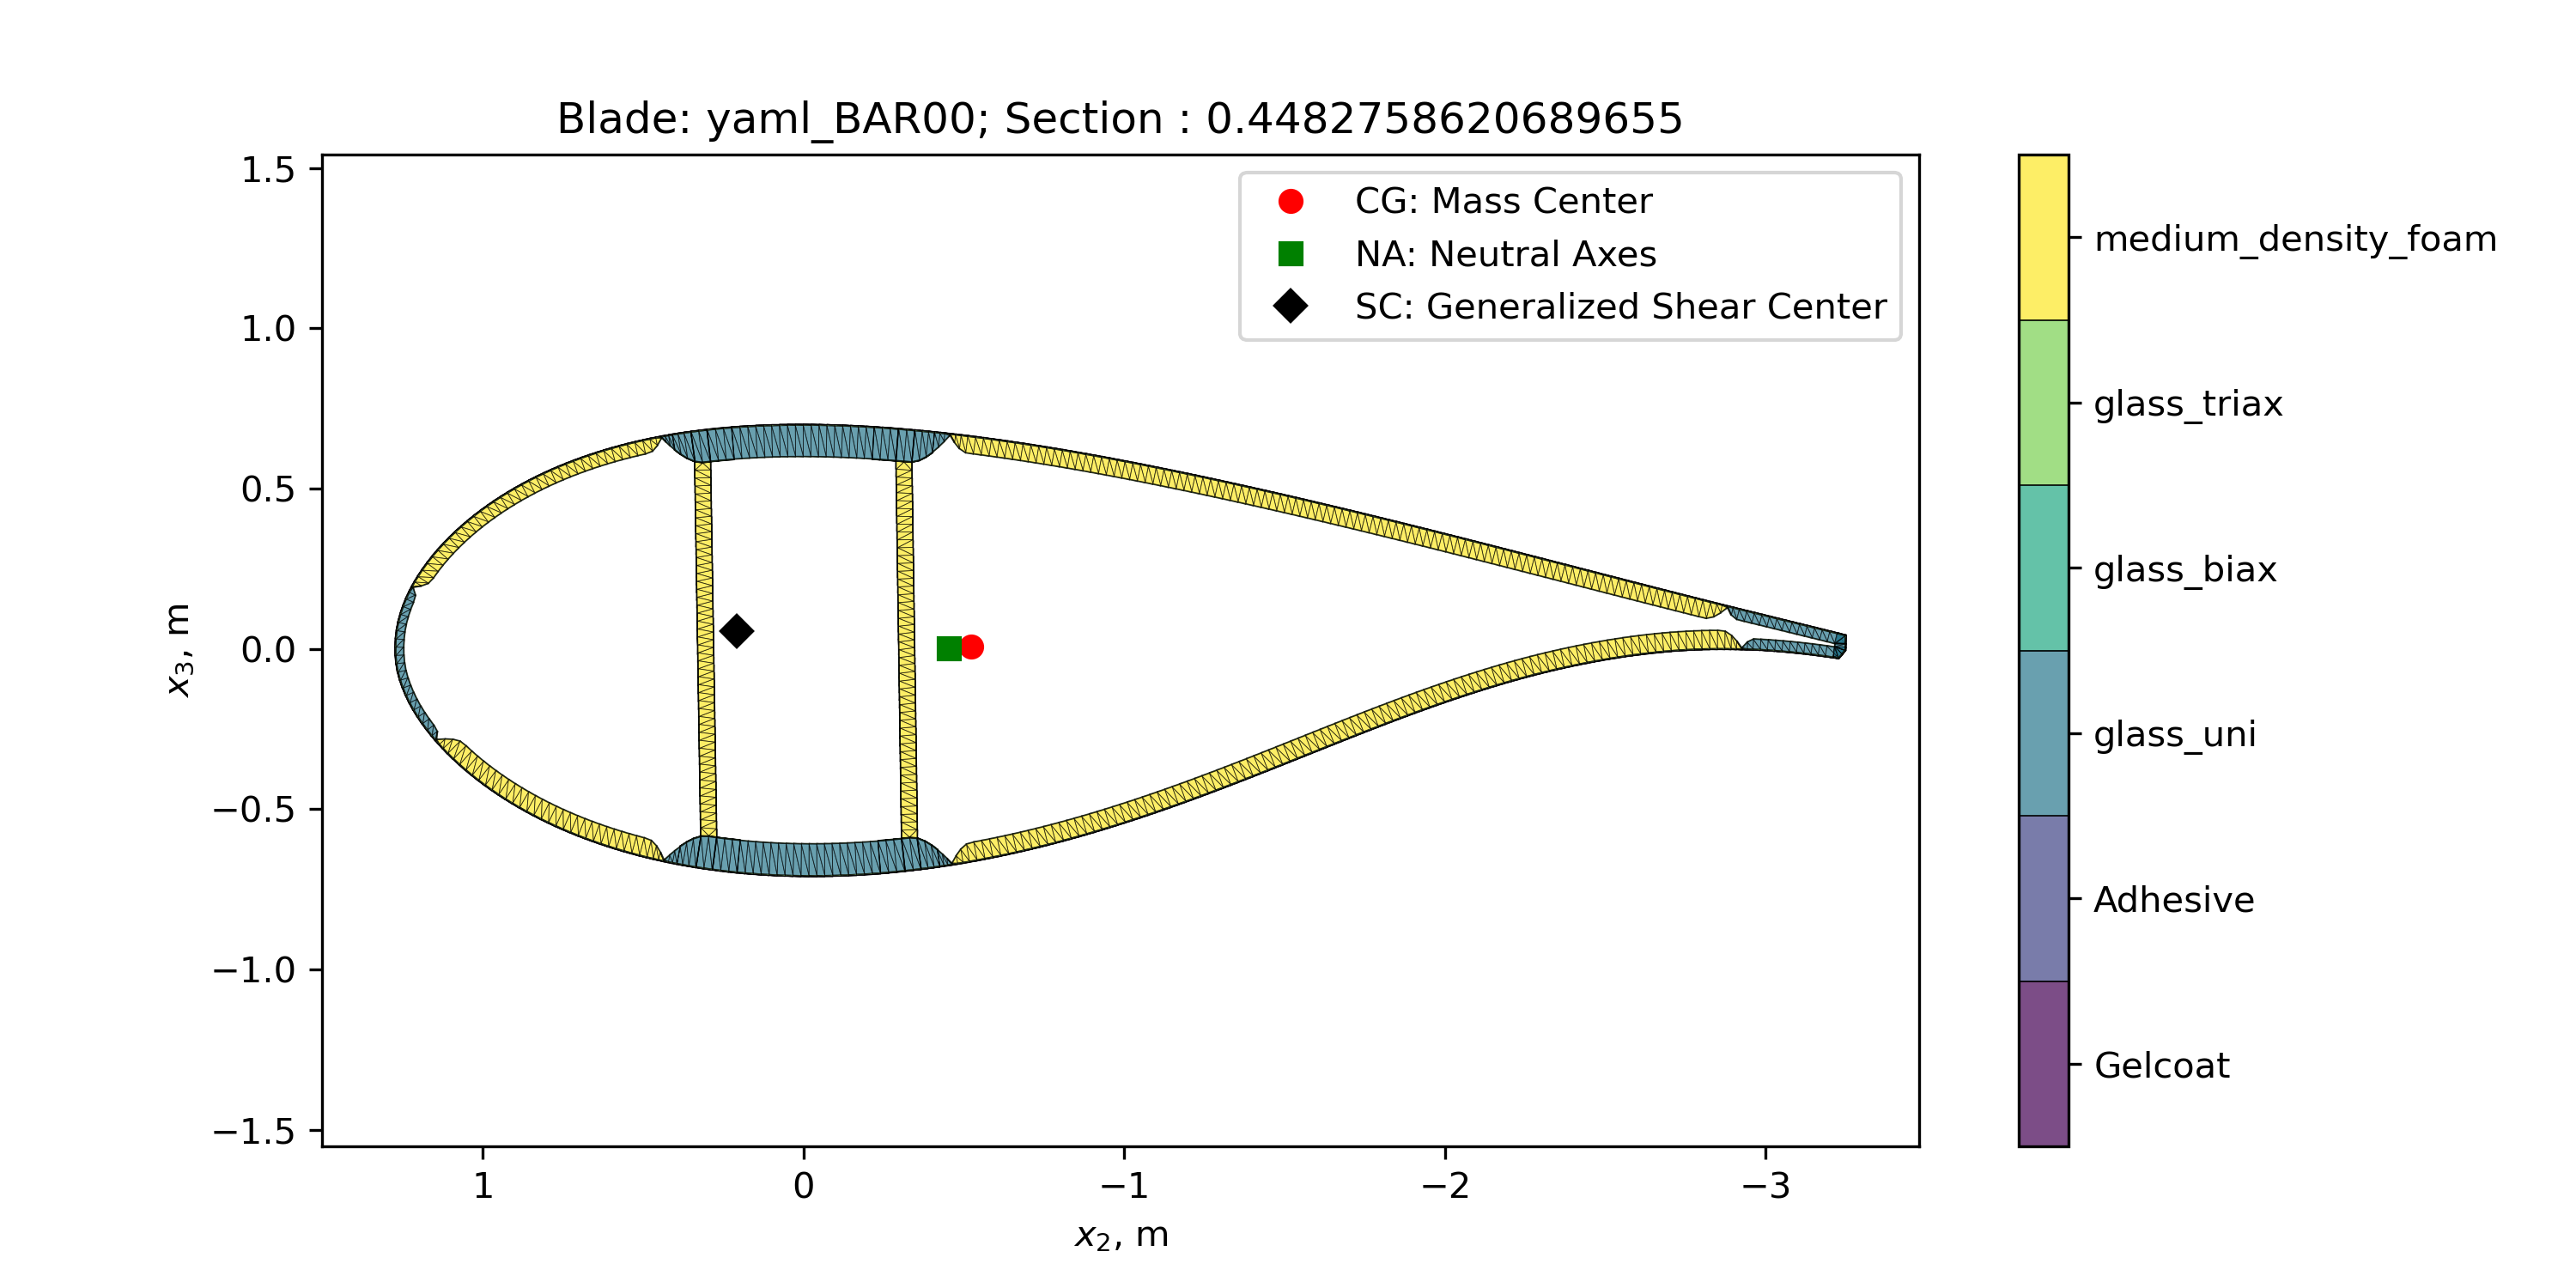 Blade: yaml_BAR00; Section : 0.4482758620689655
CG: Mass Center
NA: Neutral Axes
SC: Generalized Shear Center
1.5
1.0
0.5
0.0
−0.5
−1.0
−1.5
x₃, m
1 0 −1 −2 −3
x₂, m
medium_density_foam
glass_triax
glass_biax
glass_uni
Adhesive
Gelcoat